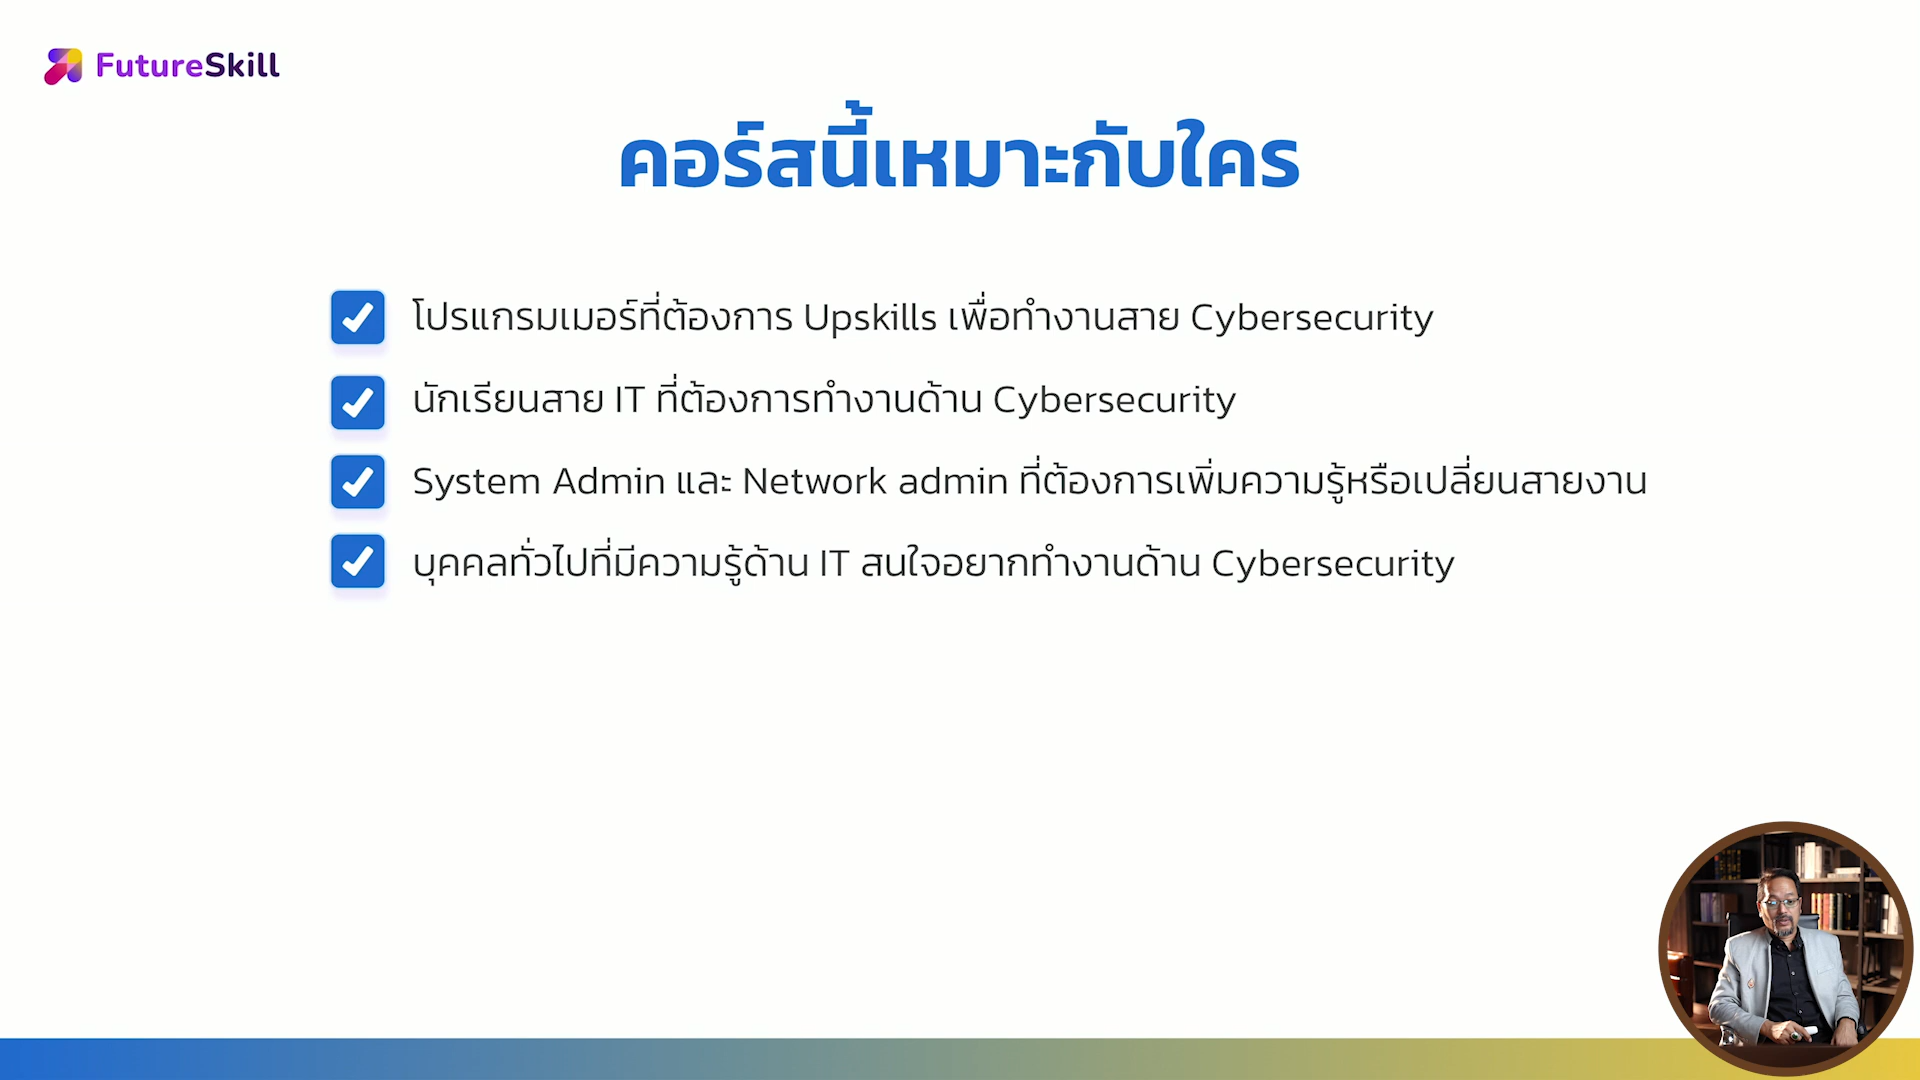 FutureSkill
คอร์สนี้เหมาะกับใคร
โปรแกรมเมอร์ที่ต้องการ Upskills เพื่อทำงานสาย Cybersecurity
นักเรียนสาย IT ที่ต้องการทำงานด้าน Cybersecurity
System Admin และ Network admin ที่ต้องการเพิ่มความรู้หรือเปลี่ยนสายงาน
บุคคลทั่วไปที่มีความรู้ด้าน IT สนใจอยากทำงานด้าน Cybersecurity